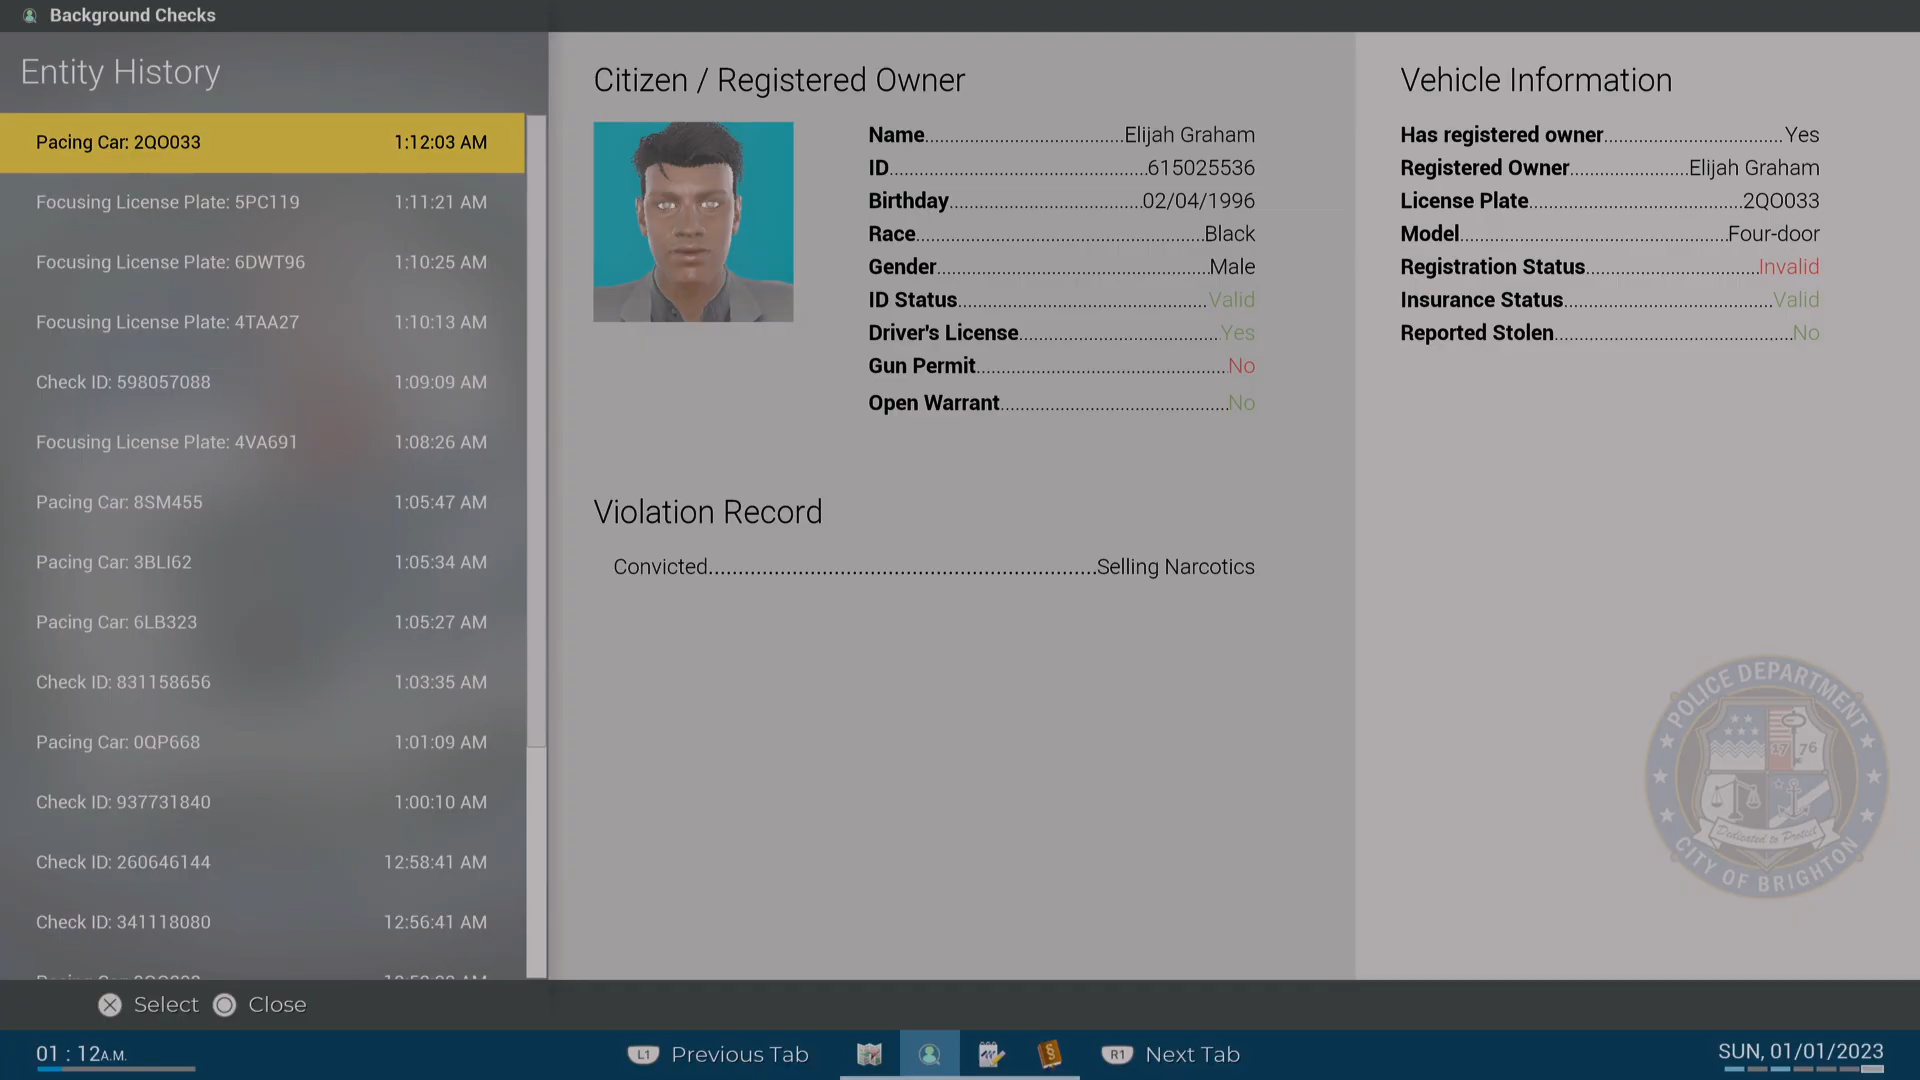 Background Checks
Entity History
Pacing Car: 2QO033 1:12:03 AM
Focusing License Plate: 5PC119 1:11:21 AM
Focusing License Plate: 6DWT96 1:10:25 AM
Focusing License Plate: 4TAA27 1:10:13 AM
Check ID: 598057088 1:09:09 AM
Focusing License Plate: 4VA691 1:08:26 AM
Pacing Car: 8SM455 1:05:47 AM
Pacing Car: 3BLI62 1:05:34 AM
Pacing Car: 6LB323 1:05:27 AM
Check ID: 831158656 1:03:35 AM
Pacing Car: 0QP668 1:01:09 AM
Check ID: 937731840 1:00:10 AM
Check ID: 260646144 12:58:41 AM
Check ID: 341118080 12:56:41 AM
Citizen / Registered Owner
Name Elijah Graham
ID 615025536
Birthday 02/04/1996
Race Black
Gender Male
ID Status Valid
Driver's License Yes
Gun Permit No
Open Warrant No
Violation Record
Convicted Selling Narcotics
Vehicle Information
Has registered owner Yes
Registered Owner Elijah Graham
License Plate 2QO033
Model Four-door
Registration Status Invalid
Insurance Status Valid
Reported Stolen No
POLICE DEPARTMENT
17 76
Dedicated to Protect
CITY OF BRIGHTON
Select Close
01 : 12 A.M.
L1 Previous Tab
R1 Next Tab
SUN, 01/01/2023